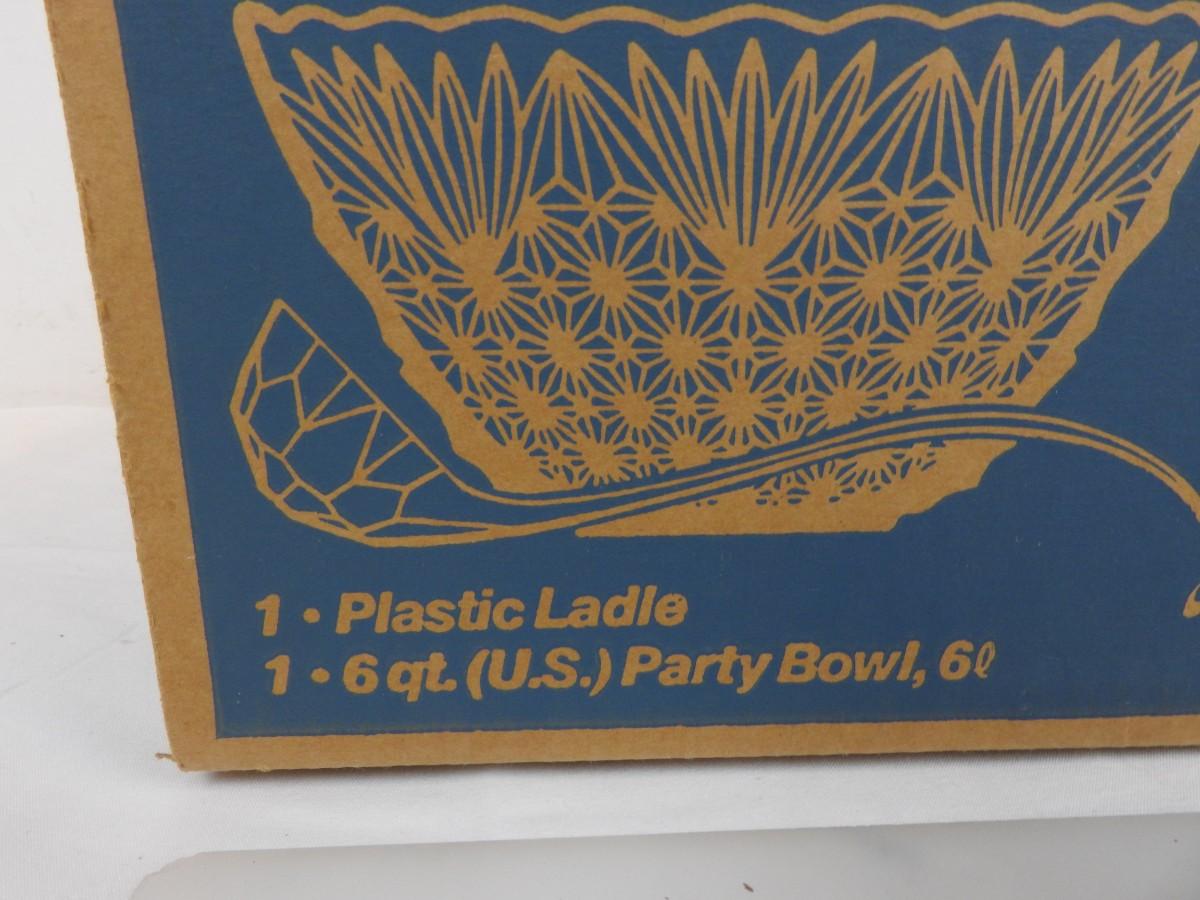 1 • Plastic Ladle
1 • 6 qt. (U.S.) Party Bowl, 6ℓ